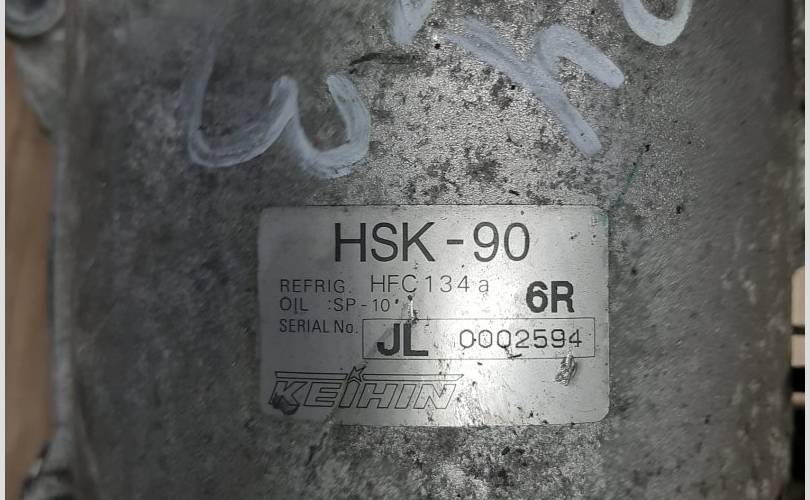 HSK-90
REFRIG. HFC134a
OIL :SP-10
6R
SERIAL No. JL 0002594
KEIHIN